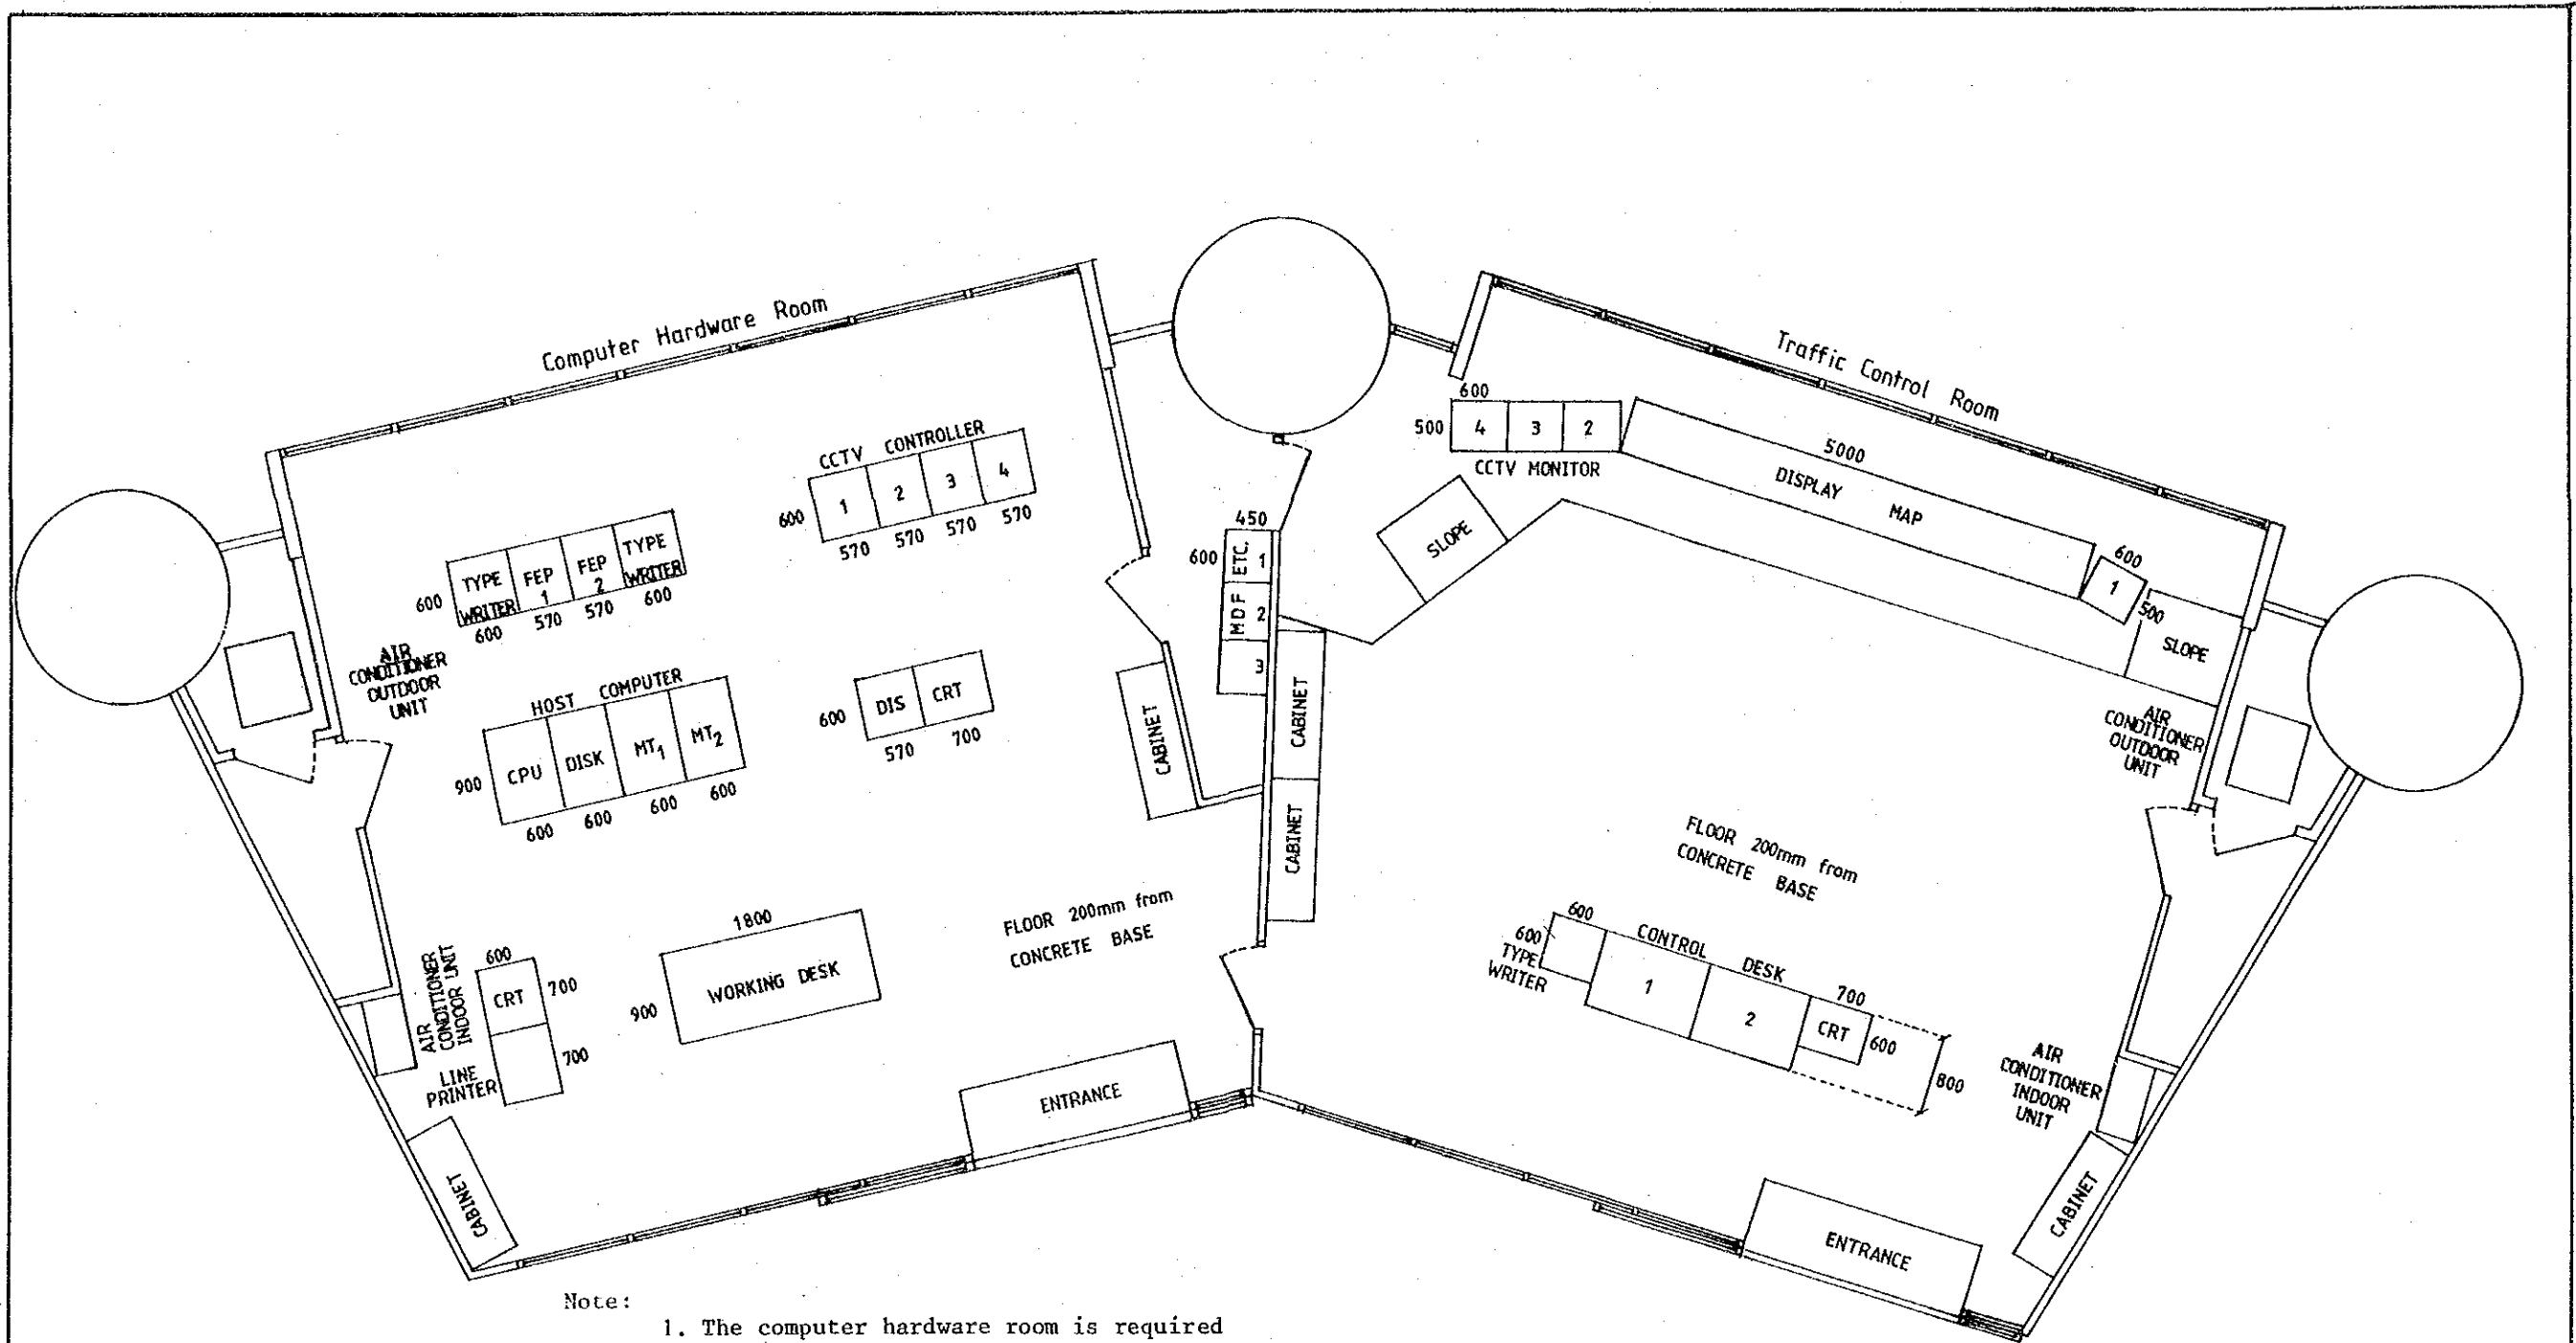 Computer Hardware Room
CCTV CONTROLLER
600
1
2
3
4
570
570
570
570
600
TYPE
WRITER
FEP
1
FEP
2
TYPE
WRITER
600
570
570
600
AIR
CONDITIONER
OUTDOOR
UNIT
HOST COMPUTER
900
CPU
DISK
MT1
MT2
600
600
600
600
600
DIS
CRT
570
700
CABINET
1800
900
WORKING DESK
FLOOR 200mm from
CONCRETE BASE
AIR
CONDITIONER
INDOOR UNIT
600
CRT
700
700
LINE
PRINTER
CABINET
ENTRANCE
450
600
MDF ETC.
1
2
3
CABINET
CABINET
Traffic Control Room
600
500
4
3
2
CCTV MONITOR
SLOPE
5000
DISPLAY MAP
600
1
500
SLOPE
AIR
CONDITIONER
OUTDOOR
UNIT
FLOOR 200mm from
CONCRETE BASE
600
600
TYPE
WRITER
CONTROL DESK
1
2
700
CRT
600
800
AIR
CONDITIONER
INDOOR
UNIT
CABINET
ENTRANCE
Note:
1. The computer hardware room is required